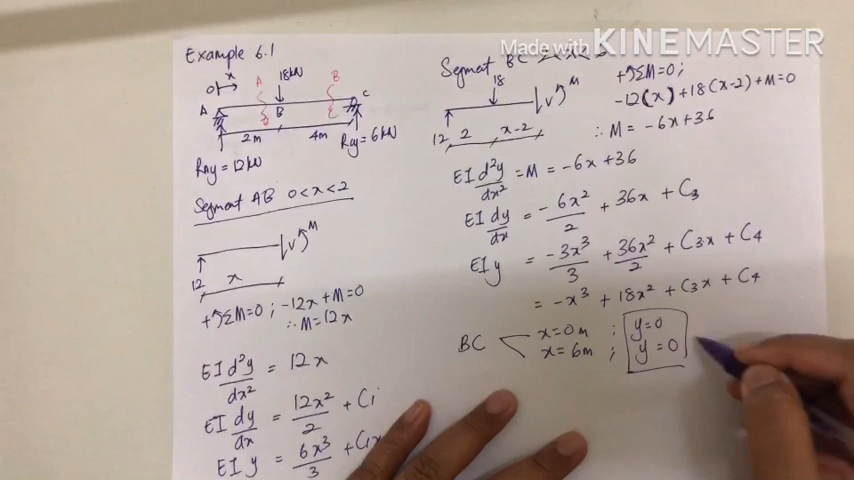 Made with KINEMASTER
Example 6.1
x
0
A
18kN
B
A
C
B
2m
4m
RAy = 12kN
Rcy = 6kN
Segment AB 0<x<2
M
V
12
x
+↶ΣM=0 ; -12x + M = 0
∴ M = 12x
EI d²y/dx² = 12x
EI dy/dx = 12x²/2 + C1
EI y = 6x³/3 + C1x
Segment BC
18
M
V
12
2
x-2
+↶ΣM=0 ;
-12(x) + 18(x-2) + M = 0
∴ M = -6x + 36
EI d²y/dx² = M = -6x + 36
EI dy/dx = -6x²/2 + 36x + C3
EI y = -3x³/3 + 36x²/2 + C3x + C4
= -x³ + 18x² + C3x + C4
BC
x = 0m ; y = 0
x = 6m ; y = 0